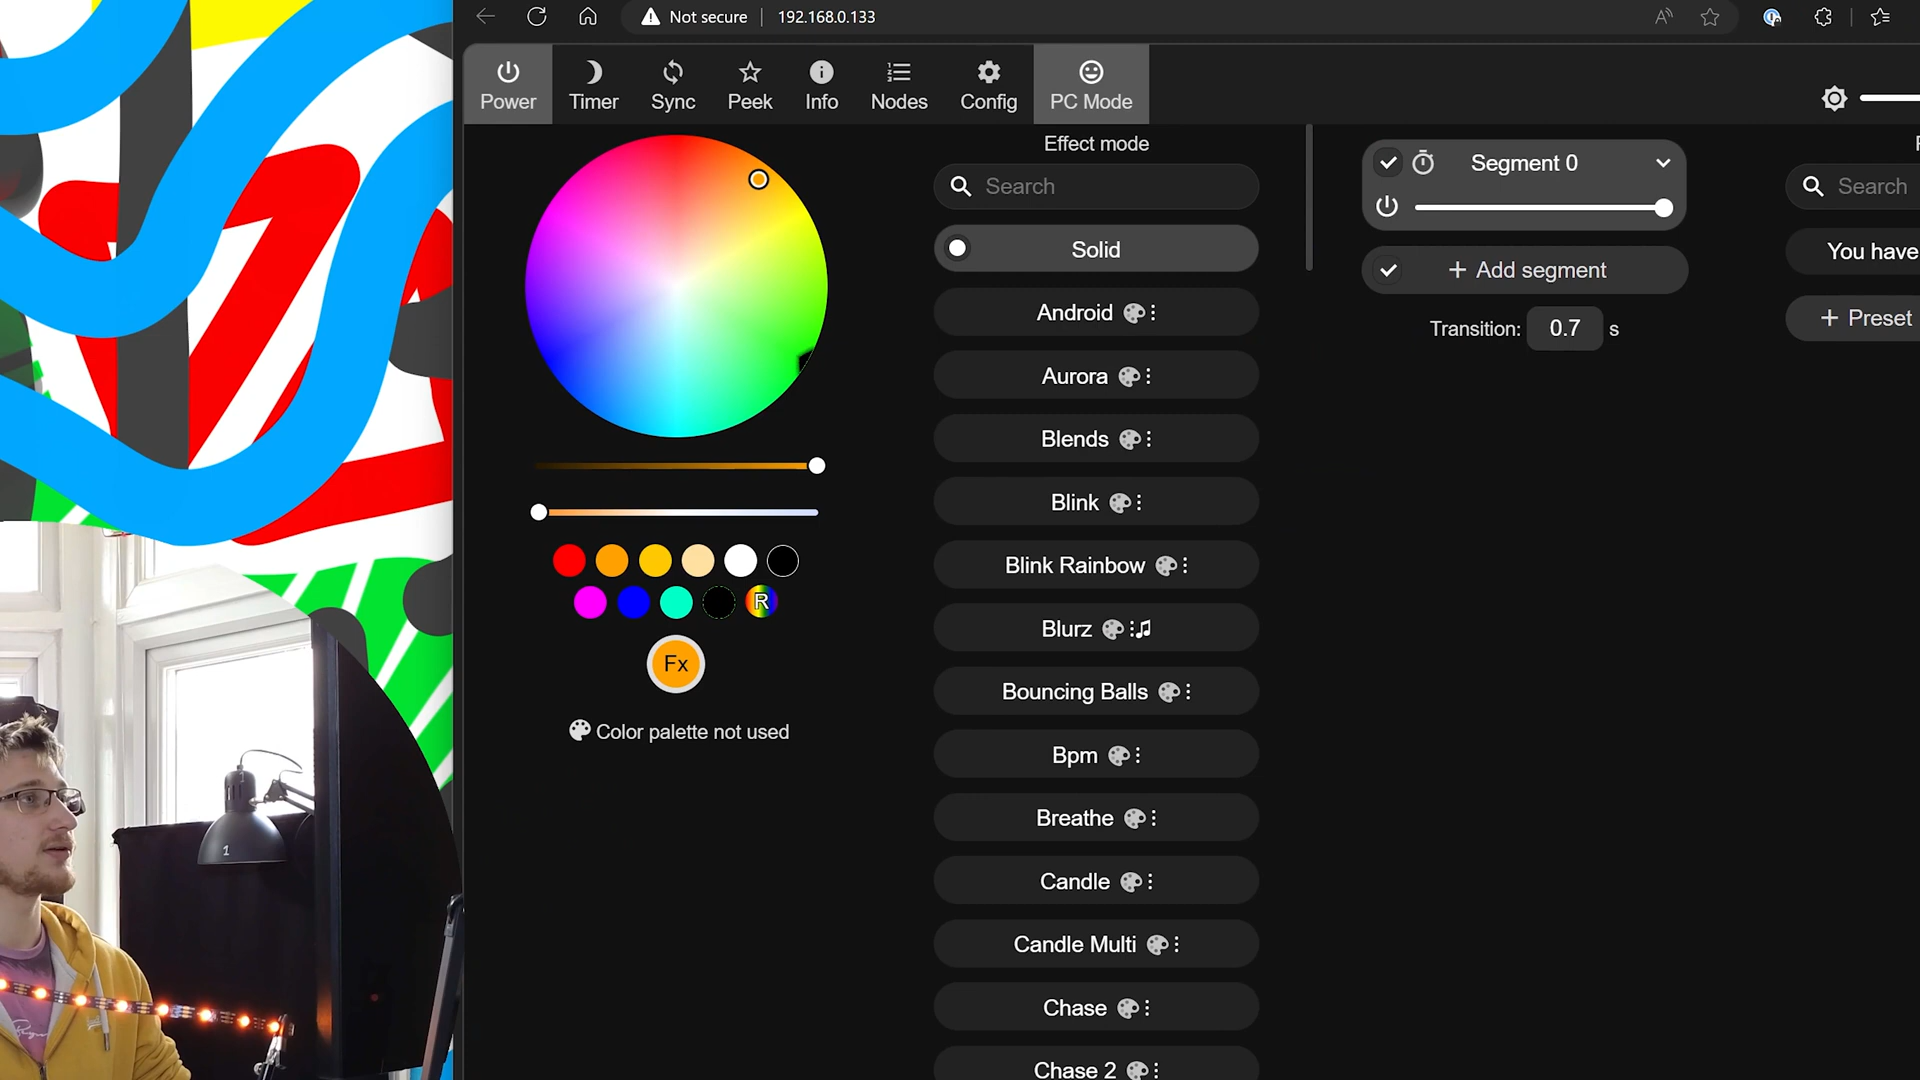 Not secure
192.168.0.133
Power
Timer
Sync
Peek
Info
Nodes
Config
PC Mode
Effect mode
Search
Segment 0
Search
Solid
You have
Add segment
Android
Preset
Transition: 0.7 s
Aurora
Blends
Blink
Blink Rainbow
R
Blurz
Fx
Bouncing Balls
Color palette not used
Bpm
Breathe
1
Candle
Candle Multi
Chase
Chase 2